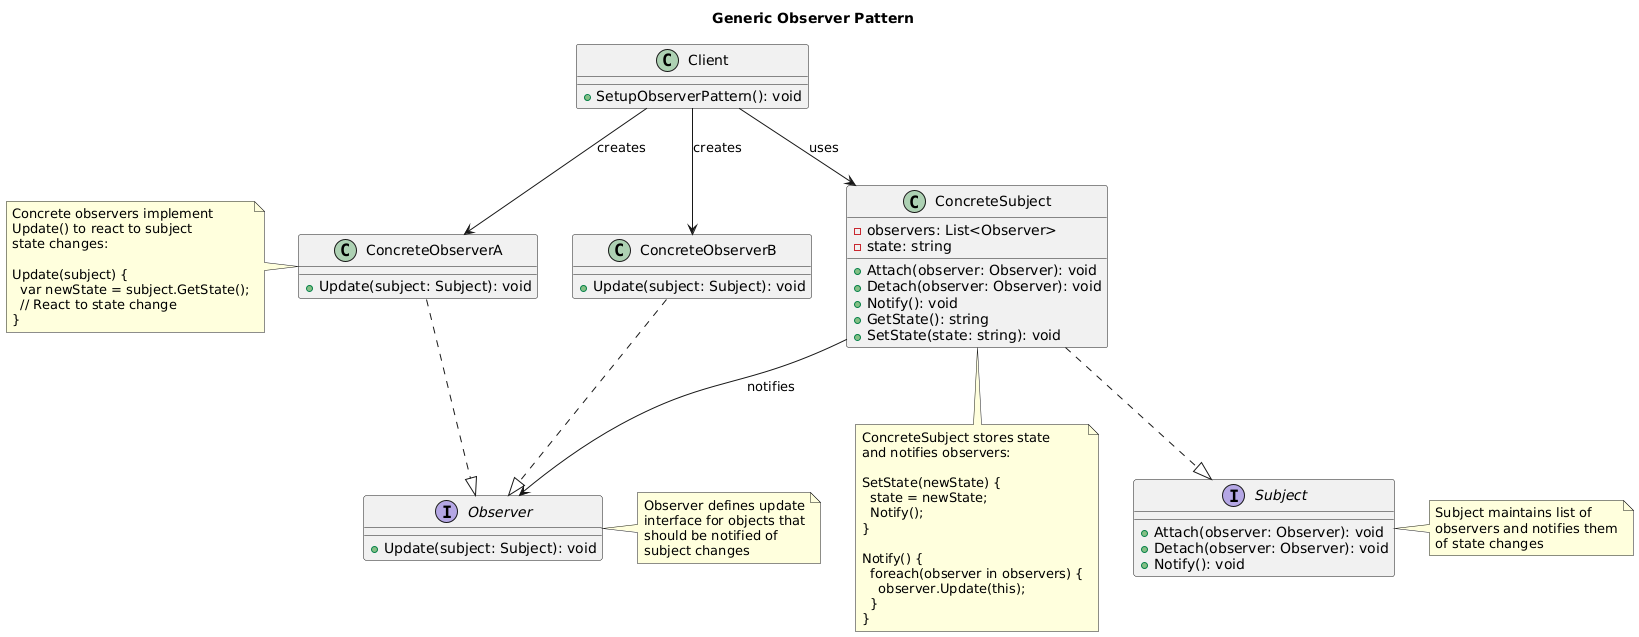 Generic Observer Pattern
C Client
SetupObserverPattern(): void
creates
creates
uses
Concrete observers implement
Update() to react to subject
state changes:
Update(subject) {
var newState = subject.GetState();
// React to state change
}
C ConcreteObserverA
Update(subject: Subject): void
C ConcreteObserverB
Update(subject: Subject): void
C ConcreteSubject
observers: List<Observer>
state: string
Attach(observer: Observer): void
Detach(observer: Observer): void
Notify(): void
GetState(): string
SetState(state: string): void
notifies
I Observer
Update(subject: Subject): void
Observer defines update
interface for objects that
should be notified of
subject changes
ConcreteSubject stores state
and notifies observers:
SetState(newState) {
state = newState;
Notify();
}
Notify() {
foreach(observer in observers) {
observer.Update(this);
}
}
I Subject
Attach(observer: Observer): void
Detach(observer: Observer): void
Notify(): void
Subject maintains list of
observers and notifies them
of state changes